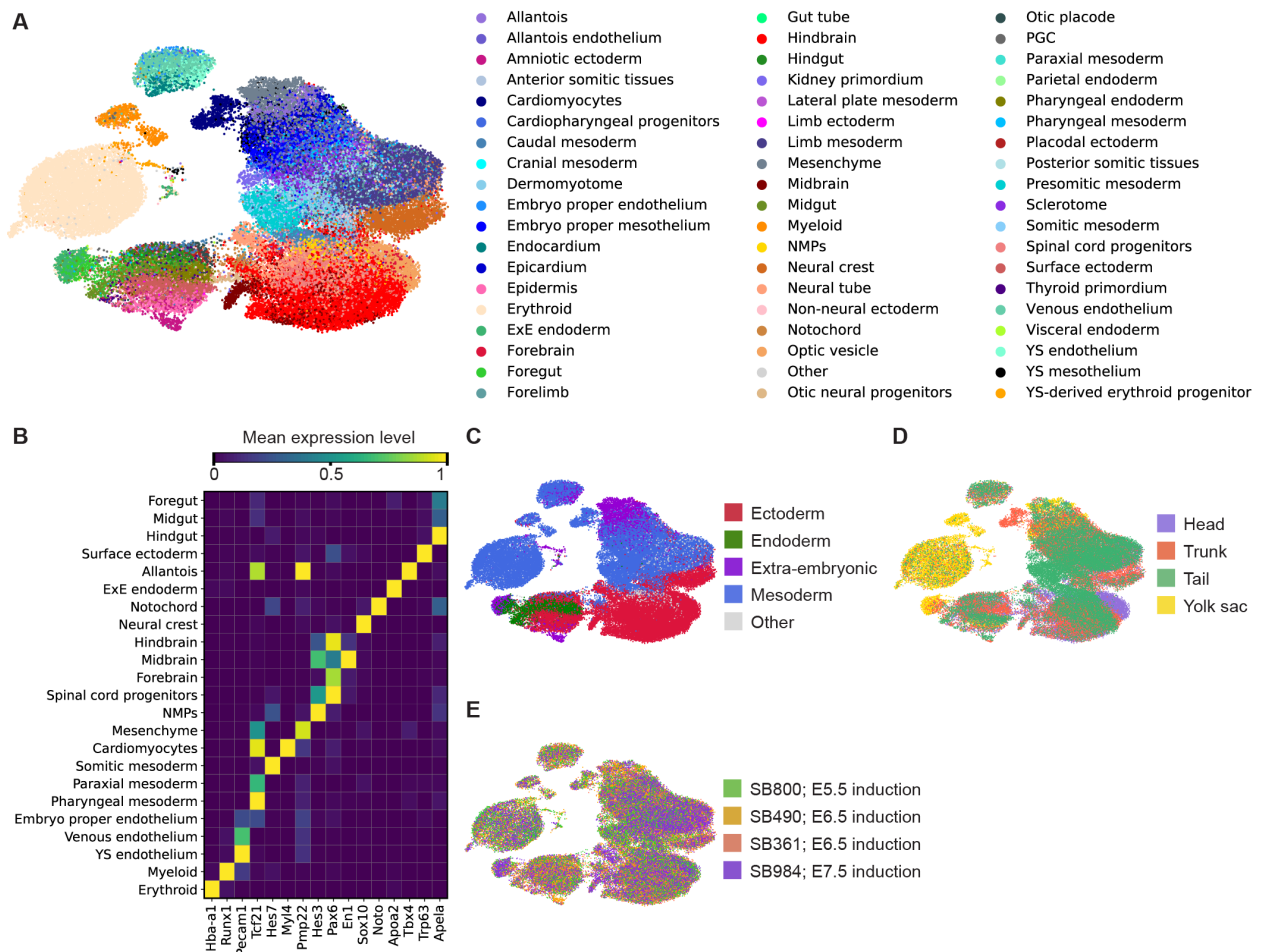 A
Allantois
Allantois endothelium
Amniotic ectoderm
Anterior somitic tissues
Cardiomyocytes
Cardiopharyngeal progenitors
Caudal mesoderm
Cranial mesoderm
Dermomyotome
Embryo proper endothelium
Embryo proper mesothelium
Endocardium
Epicardium
Epidermis
Erythroid
ExE endoderm
Forebrain
Foregut
Forelimb
Gut tube
Hindbrain
Hindgut
Kidney primordium
Lateral plate mesoderm
Limb ectoderm
Limb mesoderm
Mesenchyme
Midbrain
Midgut
Myeloid
NMPs
Neural crest
Neural tube
Non-neural ectoderm
Notochord
Optic vesicle
Other
Otic neural progenitors
Otic placode
PGC
Paraxial mesoderm
Parietal endoderm
Pharyngeal endoderm
Pharyngeal mesoderm
Placodal ectoderm
Posterior somitic tissues
Presomitic mesoderm
Sclerotome
Somitic mesoderm
Spinal cord progenitors
Surface ectoderm
Thyroid primordium
Venous endothelium
Visceral endoderm
YS endothelium
YS mesothelium
YS-derived erythroid progenitor
B
Mean expression level
0 0.5 1
Foregut
Midgut
Hindgut
Surface ectoderm
Allantois
ExE endoderm
Notochord
Neural crest
Hindbrain
Midbrain
Forebrain
Spinal cord progenitors
NMPs
Mesenchyme
Cardiomyocytes
Somitic mesoderm
Paraxial mesoderm
Pharyngeal mesoderm
Embryo proper endothelium
Venous endothelium
YS endothelium
Myeloid
Erythroid
Hba-a1
Runx1
Pecam1
Tcf21
Hes7
Myl4
Pmp22
Hes3
Pax6
En1
Sox10
Noto
Apoa2
Tbx4
Trp63
Apela
C
Ectoderm
Endoderm
Extra-embryonic
Mesoderm
Other
D
Head
Trunk
Tail
Yolk sac
E
SB800; E5.5 induction
SB490; E6.5 induction
SB361; E6.5 induction
SB984; E7.5 induction